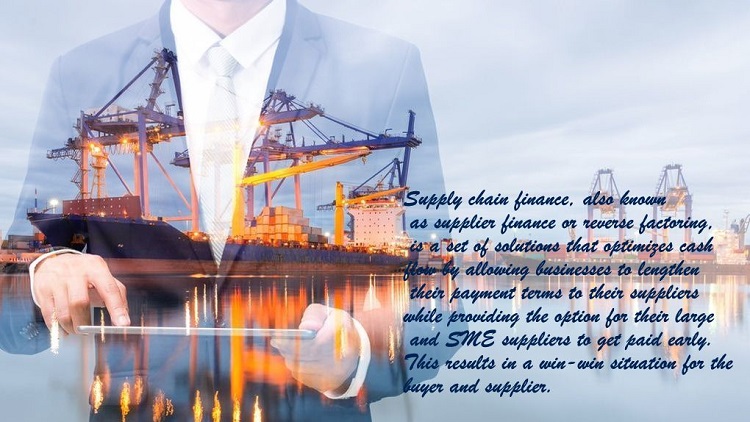 Supply chain finance, also known
as supplier finance or reverse factoring,
is a set of solutions that optimizes cash
flow by allowing businesses to lengthen
their payment terms to their suppliers
while providing the option for their large
and SME suppliers to get paid early.
This results in a win-win situation for the
buyer and supplier.